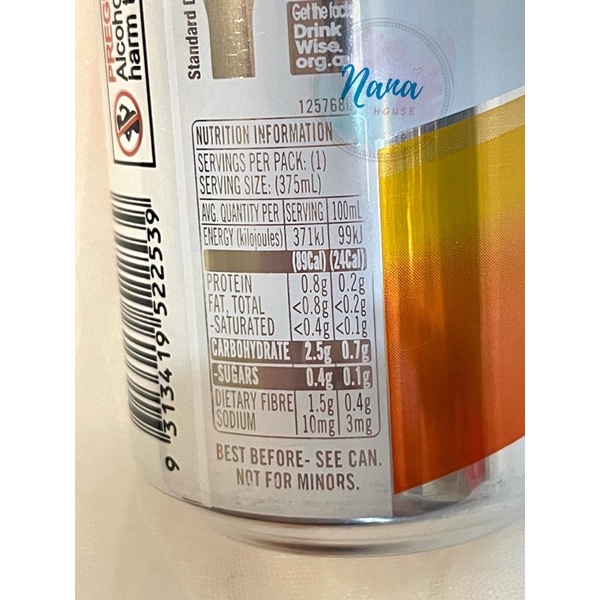 PREG
Alcoho
harm
Standard D
Get the facts
Drink
Wise.
org.a
Nana
HOUSE
125768
NUTRITION INFORMATION
SERVINGS PER PACK: (1)
SERVING SIZE: (375mL)
AVG. QUANTITY PER SERVING 100mL
ENERGY (kilojoules) 371kJ 99kJ
(89Cal) (24Cal)
PROTEIN 0.8g 0.2g
FAT, TOTAL <0.8g <0.2g
-SATURATED <0.4g <0.1g
CARBOHYDRATE 2.5g 0.7g
-SUGARS 0.4g 0.1g
DIETARY FIBRE 1.5g 0.4g
SODIUM 10mg 3mg
BEST BEFORE- SEE CAN.
NOT FOR MINORS.
9 313419 522539